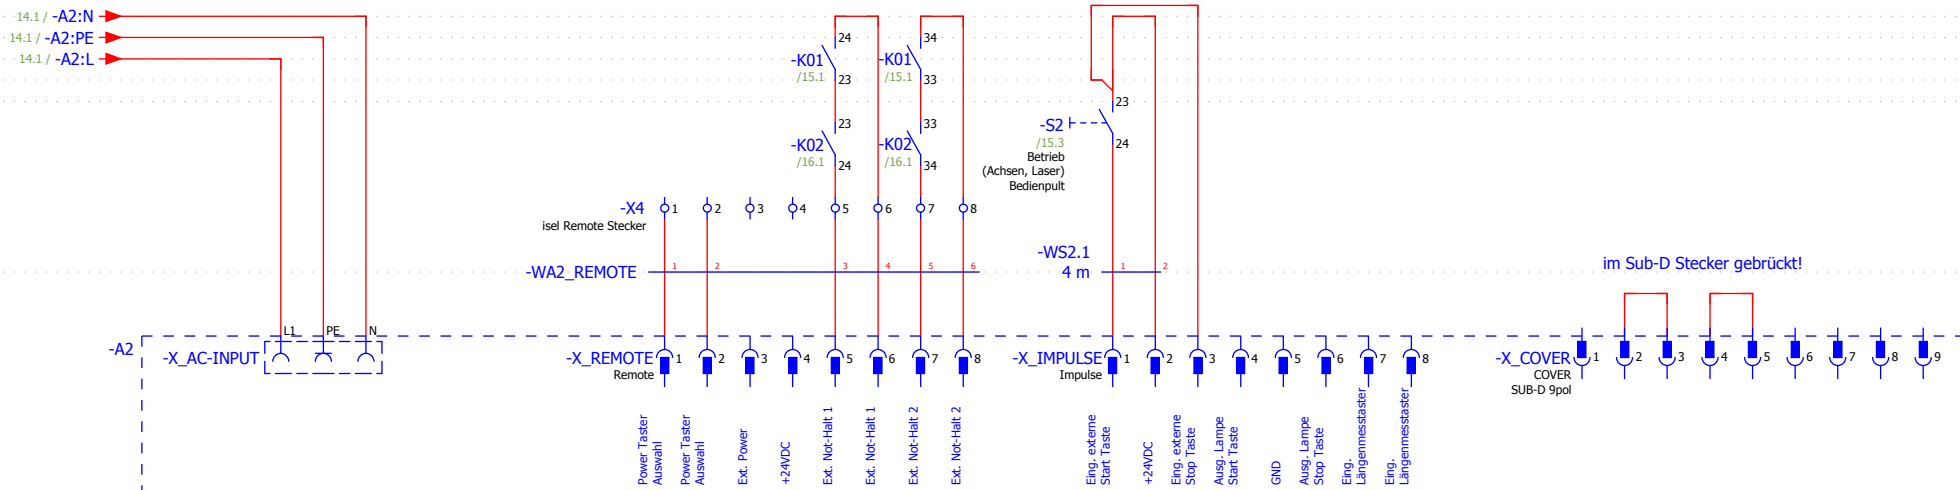 14.1 / -A2:N
14.1 / -A2:PE
14.1 / -A2:L
24 34
-K01 -K01
/15.1 23 /15.1 33
23 33
-K02 -K02
/16.1 24 /16.1 34
23
-S2
/15.3 24
Betrieb
(Achsen, Laser)
Bedienpult
-X4 1 2 3 4 5 6 7 8
isel Remote Stecker
-WA2_REMOTE 1 2 3 4 5 6
-WS2.1
4 m 1 2
im Sub-D Stecker gebrückt!
-A2
L1 PE N
-X_AC-INPUT
-X_REMOTE 1 2 3 4 5 6 7 8
Remote
-X_IMPULSE 1 2 3 4 5 6 7 8
Impulse
-X_COVER 1 2 3 4 5 6 7 8 9
COVER
SUB-D 9pol
Power Taster
Auswahl
Power Taster
Auswahl
Ext. Power
+24VDC
Ext. Not-Halt 1
Ext. Not-Halt 1
Ext. Not-Halt 2
Ext. Not-Halt 2
Eing. externe
Start Taste
+24VDC
Eing. externe
Stop Taste
Ausg. Lampe
Start Taste
GND
Ausg. Lampe
Stop Taste
Eing.
Längenmesstaster
Eing.
Längenmesstaster